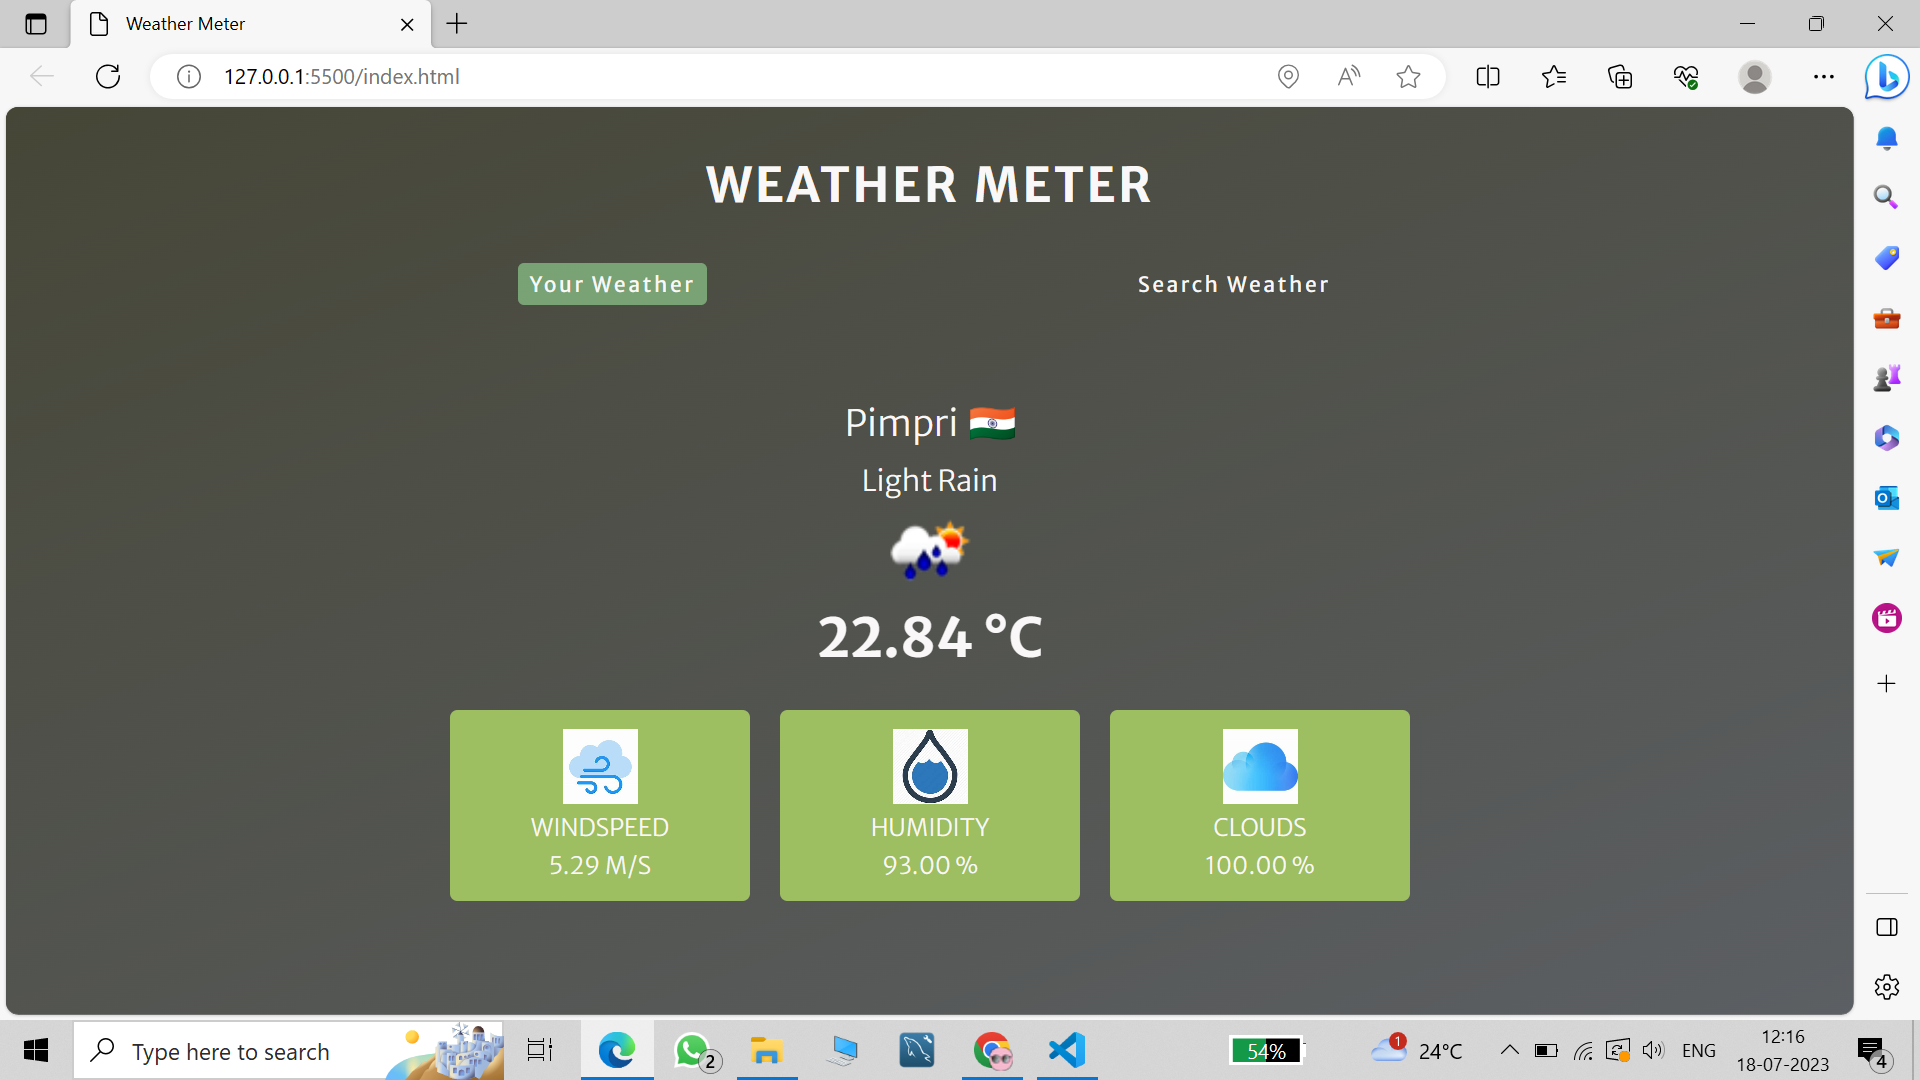 Weather Meter
127.0.0.1:5500/index.html
WEATHER METER
Your Weather
Search Weather
Pimpri
Light Rain
22.84 °C
WINDSPEED
5.29 M/S
HUMIDITY
93.00 %
CLOUDS
100.00 %
Type here to search
2
54%
1
24°C
ENG
12:16
18-07-2023
4